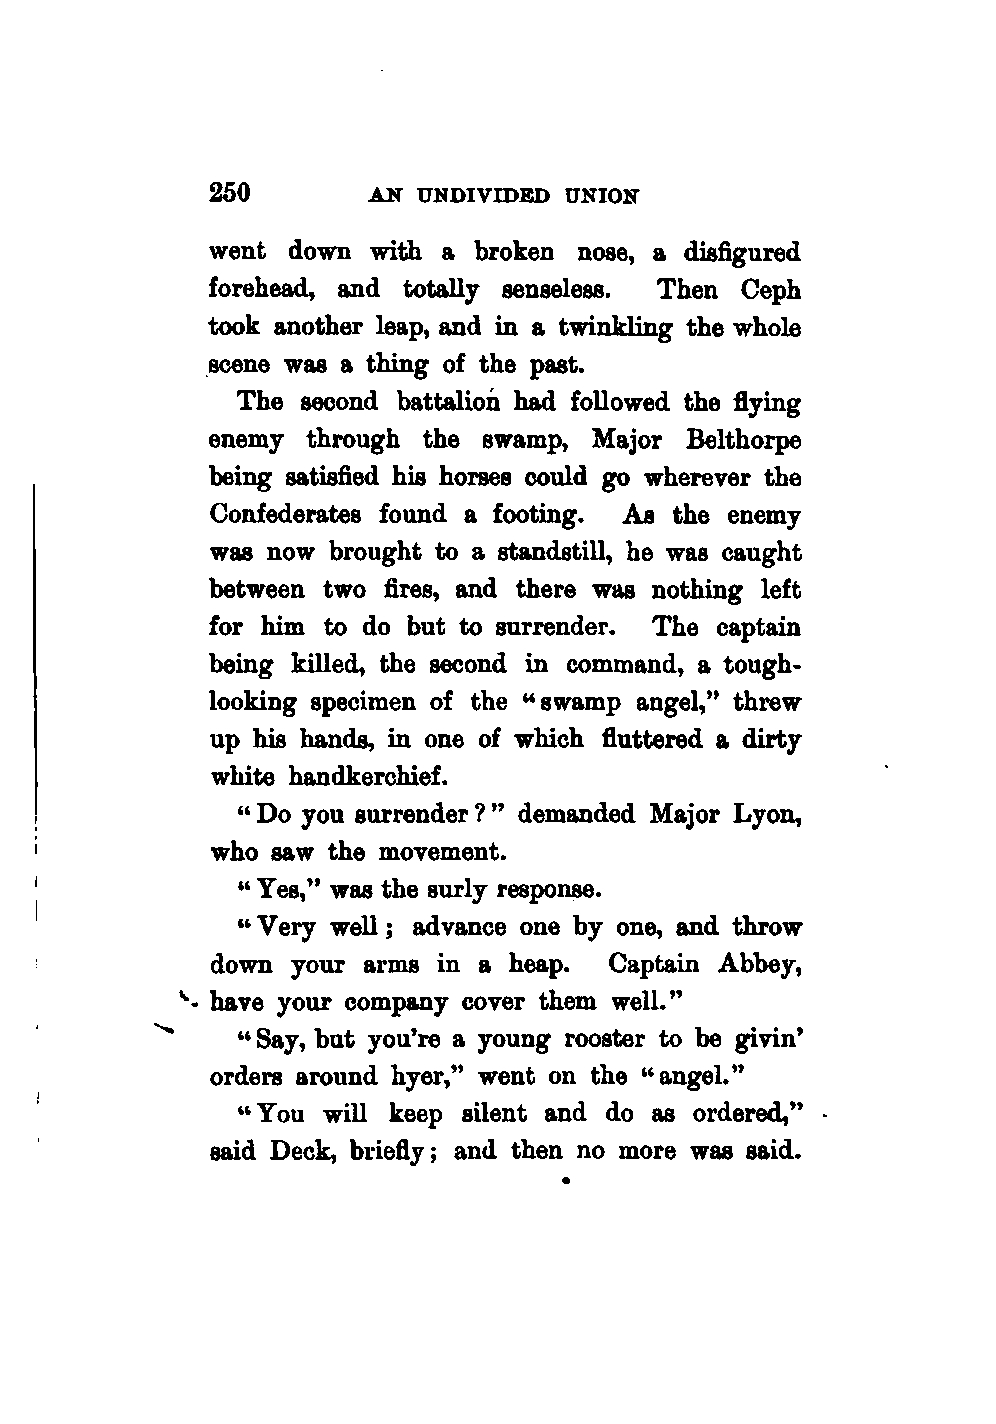 250 AN UNDIVIDED UNION
went down with a broken nose, a disfigured
forehead, and totally senseless. Then Ceph
took another leap, and in a twinkling the whole
scene was a thing of the past.
The second battalion had followed the flying
enemy through the swamp, Major Belthorpe
being satisfied his horses could go wherever the
Confederates found a footing. As the enemy
was now brought to a standstill, he was caught
between two fires, and there was nothing left
for him to do but to surrender. The captain
being killed, the second in command, a tough-
looking specimen of the “swamp angel,” threw
up his hands, in one of which fluttered a dirty
white handkerchief.
“Do you surrender?” demanded Major Lyon,
who saw the movement.
“Yes,” was the surly response.
“Very well; advance one by one, and throw
down your arms in a heap. Captain Abbey,
have your company cover them well.”
“Say, but you’re a young rooster to be givin’
orders around hyer,” went on the “angel.”
“You will keep silent and do as ordered,”
said Deck, briefly; and then no more was said.